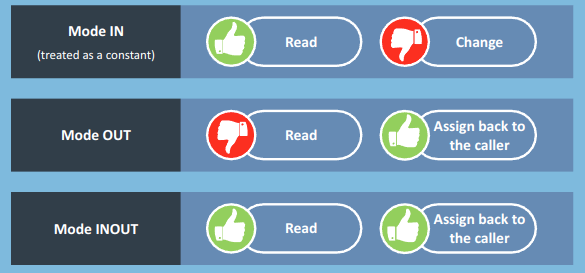 Mode IN
(treated as a constant)
Read
Change
Mode OUT
Read
Assign back to
the caller
Mode INOUT
Read
Assign back to
the caller